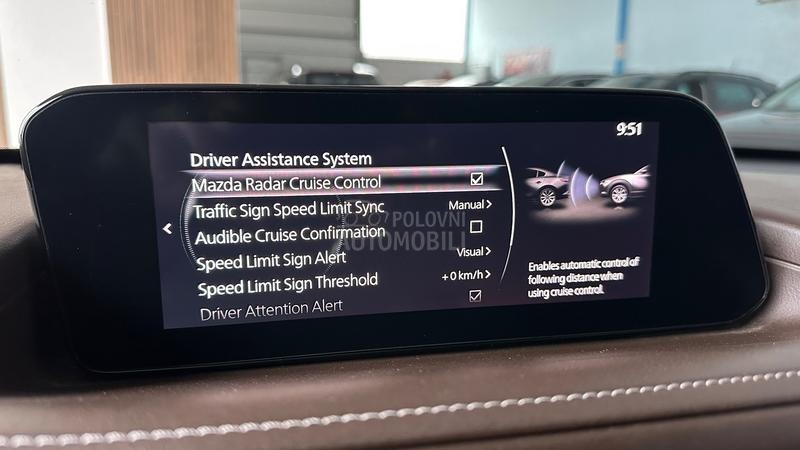 9:51
Driver Assistance System
Mazda Radar Cruise Control
Traffic Sign Speed Limit Sync Manual
Audible Cruise Confirmation
Speed Limit Sign Alert Visual
Speed Limit Sign Threshold + 0 km/h
Driver Attention Alert
Enables automatic control of
following distance when
using cruise control.
POLOVNI
AUTOMOBILI